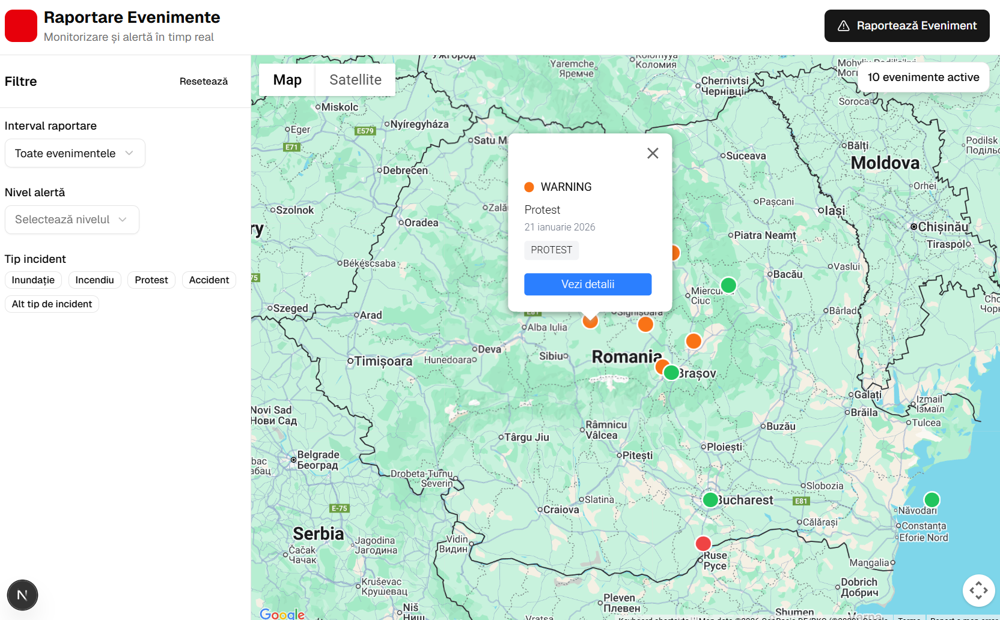 Raportare Evenimente
Monitorizare și alertă în timp real
Raportează Eveniment
Filtre
Resetează
Interval raportare
Toate evenimentele
Nivel alertă
Selectează nivelul
Tip incident
Inundație
Incendiu
Protest
Accident
Alt tip de incident
N
Map
Satellite
10 evenimente active
WARNING
Protest
21 ianuarie 2026
PROTEST
Vezi detalii
Ужгород
Yaremche
Яремче
Коломия
Chernivtsi
Чернівці
Soroca
Miskolc
Eger
E579
Nyíregyháza
E71
Satu M
Podilsk
Bălți
Suceava
Moldova
Debrecen
Orhei
Pașcani
Iași
Szolnok
Oradea
Chișinău
Piatra Neamț
Tiraspol
Békéscsaba
Vaslui
Bacău
Miercurea
Ciuc
Szeged
Arad
Sighișoara
Bârlad
Alba Iulia
Deva
Sibiu
Hunedoara
Timișoara
Romania
Brașov
Galați
Izmail
Ізмаїл
Brăila
Tulcea
Novi Sad
Нови Сад
Râmnicu
Vâlcea
Buzău
Târgu Jiu
Ploiești
Pitești
Belgrade
Београд
Drobeta-Turnu
Severin
Slobozia
Slatina
Bucharest
E81
E-75
Craiova
Năvodari
Călărași
Constanța
Eforie Nord
Serbia
Jagodina
Јагодина
Čačak
Чачак
Vidin
Видин
Ruse
Русе
Mangalia
Kruševac
Крушевац
Dobrich
Добрич
Pleven
Плевен
Niš
Ниш
Vratsa
Shumen
Varna
Google